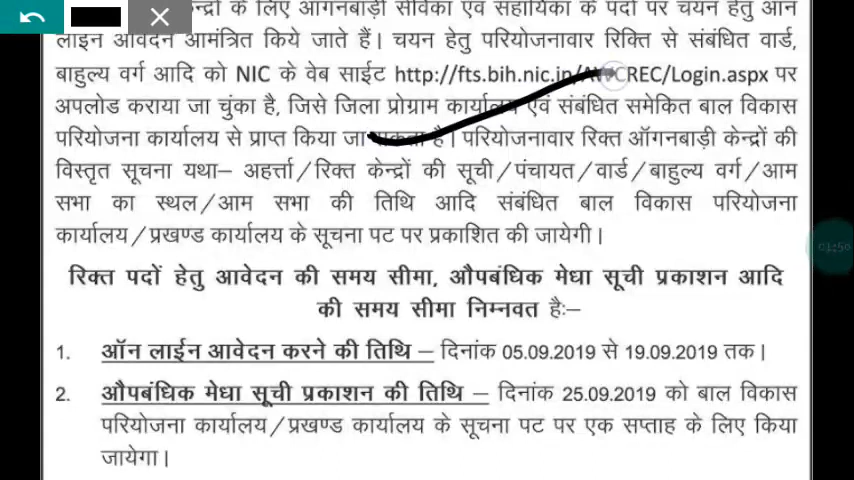 न्द्रों के लिए आँगनबाड़ी सेविका एवं सहायिका के पदों पर चयन हेतु ऑन
लाईन आवेदन आमंत्रित किये जाते हैं। चयन हेतु परियोजनावार रिक्ति से संबंधित वार्ड,
बाहुल्य वर्ग आदि को NIC के वेब साईट http://fts.bih.nic.in/AWCREC/Login.aspx पर
अपलोड कराया जा चुंका है, जिसे जिला प्रोग्राम कार्यालय एवं संबंधित समेकित बाल विकास
परियोजना कार्यालय से प्राप्त किया जा सकता है। परियोजनावार रिक्त ऑगनबाड़ी केन्द्रों की
विस्तृत सूचना यथा– अहर्त्ता/रिक्त केन्द्रों की सूची/पंचायत/वार्ड/बाहुल्य वर्ग/आम
सभा का स्थल/आम सभा की तिथि आदि संबंधित बाल विकास परियोजना
कार्यालय/प्रखण्ड कार्यालय के सूचना पट पर प्रकाशित की जायेगी।
रिक्त पदों हेतु आवेदन की समय सीमा, औपबंधिक मेधा सूची प्रकाशन आदि
की समय सीमा निम्नवत है:–
1. ऑन लाईन आवेदन करने की तिथि – दिनांक 05.09.2019 से 19.09.2019 तक।
2. औपबंधिक मेधा सूची प्रकाशन की तिथि – दिनांक 25.09.2019 को बाल विकास
परियोजना कार्यालय/प्रखण्ड कार्यालय के सूचना पट पर एक सप्ताह के लिए किया
जायेगा।